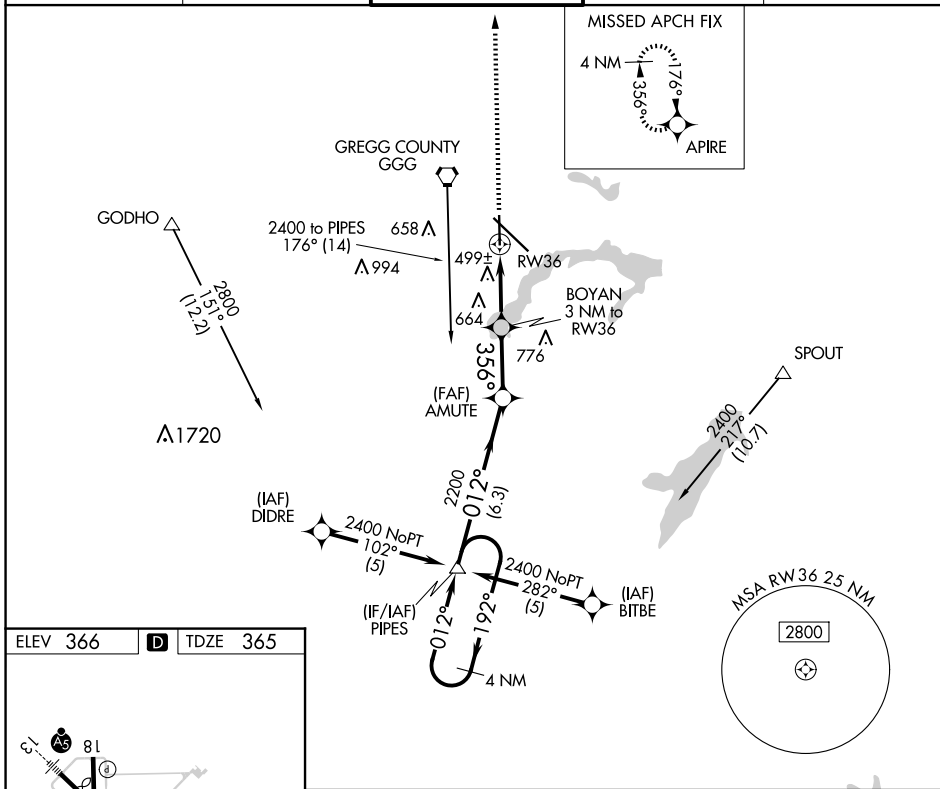 MISSED APCH FIX
4 NM
356°
176°
APIRE
GREGG COUNTY
GGG
GODHO
2400 to PIPES
176° (14)
658
994
499±
RW36
2800
151°
(12.2)
664
BOYAN
3 NM to
RW36
776
356°
SPOUT
(FAF)
AMUTE
2400
217°
(10.7)
1720
2200
012°
(6.3)
(IAF)
DIDRE
2400 NoPT
102°
(5)
2400 NoPT
282°
(5)
(IAF)
BITBE
(IF/IAF)
PIPES
012°
192°
4 NM
MSA RW36 25 NM
2800
ELEV 366
D
TDZE 365
13
A5
18
P